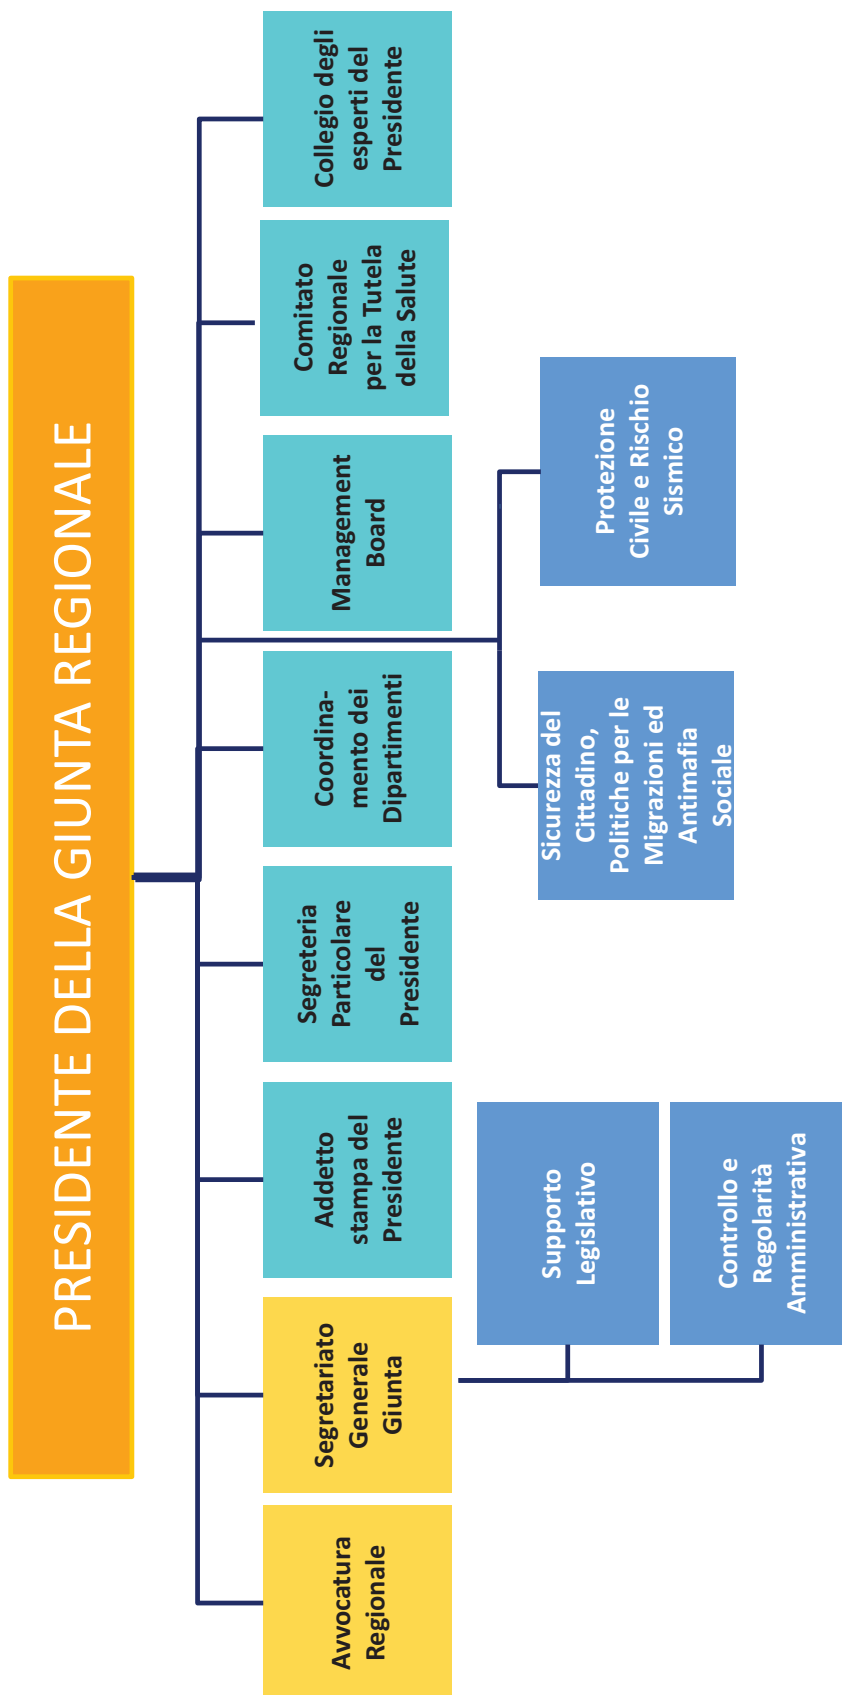 PRESIDENTE DELLA GIUNTA REGIONALE
Avvocatura
Regionale
Segretariato
Generale
Giunta
Addetto
stampa del
Presidente
Segreteria
Particolare
del
Presidente
Coordina-
mento dei
Dipartimenti
Management
Board
Comitato
Regionale
per la Tutela
della Salute
Collegio degli
esperti del
Presidente
Supporto
Legislativo
Controllo e
Regolarità
Amministrativa
Sicurezza del
Cittadino,
Politiche per le
Migrazioni ed
Antimafia
Sociale
Protezione
Civile e Rischio
Sismico